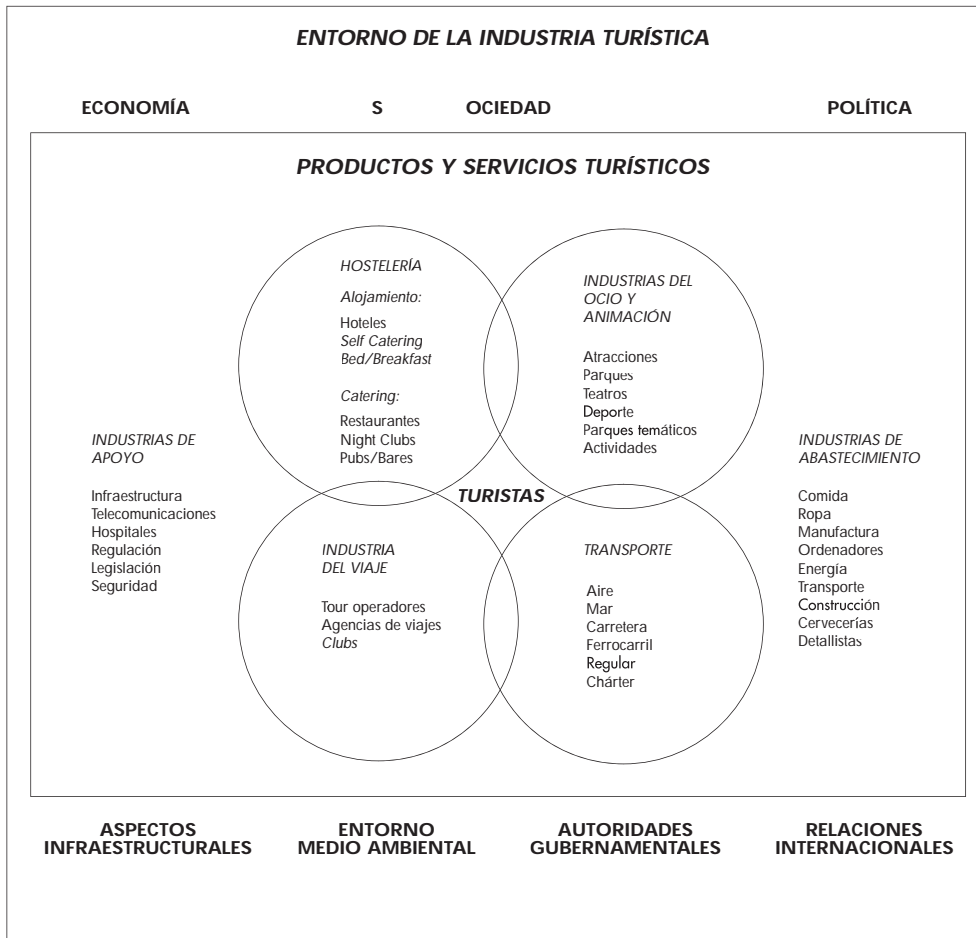 ENTORNO DE LA INDUSTRIA TURÍSTICA
ECONOMÍA S OCIEDAD POLÍTICA
PRODUCTOS Y SERVICIOS TURÍSTICOS
HOSTELERÍA
Alojamiento:
Hoteles
Self Catering
Bed/Breakfast
Catering:
Restaurantes
Night Clubs
Pubs/Bares
INDUSTRIAS DEL
OCIO Y
ANIMACIÓN
Atracciones
Parques
Teatros
Deporte
Parques temáticos
Actividades
INDUSTRIAS DE
APOYO
Infraestructura
Telecomunicaciones
Hospitales
Regulación
Legislación
Seguridad
TURISTAS
INDUSTRIAS DE
ABASTECIMIENTO
Comida
Ropa
Manufactura
Ordenadores
Energía
Transporte
Construcción
Cervecerías
Detallistas
INDUSTRIA
DEL VIAJE
Tour operadores
Agencias de viajes
Clubs
TRANSPORTE
Aire
Mar
Carretera
Ferrocarril
Regular
Chárter
ASPECTOS
INFRAESTRUCTURALES
ENTORNO
MEDIO AMBIENTAL
AUTORIDADES
GUBERNAMENTALES
RELACIONES
INTERNACIONALES